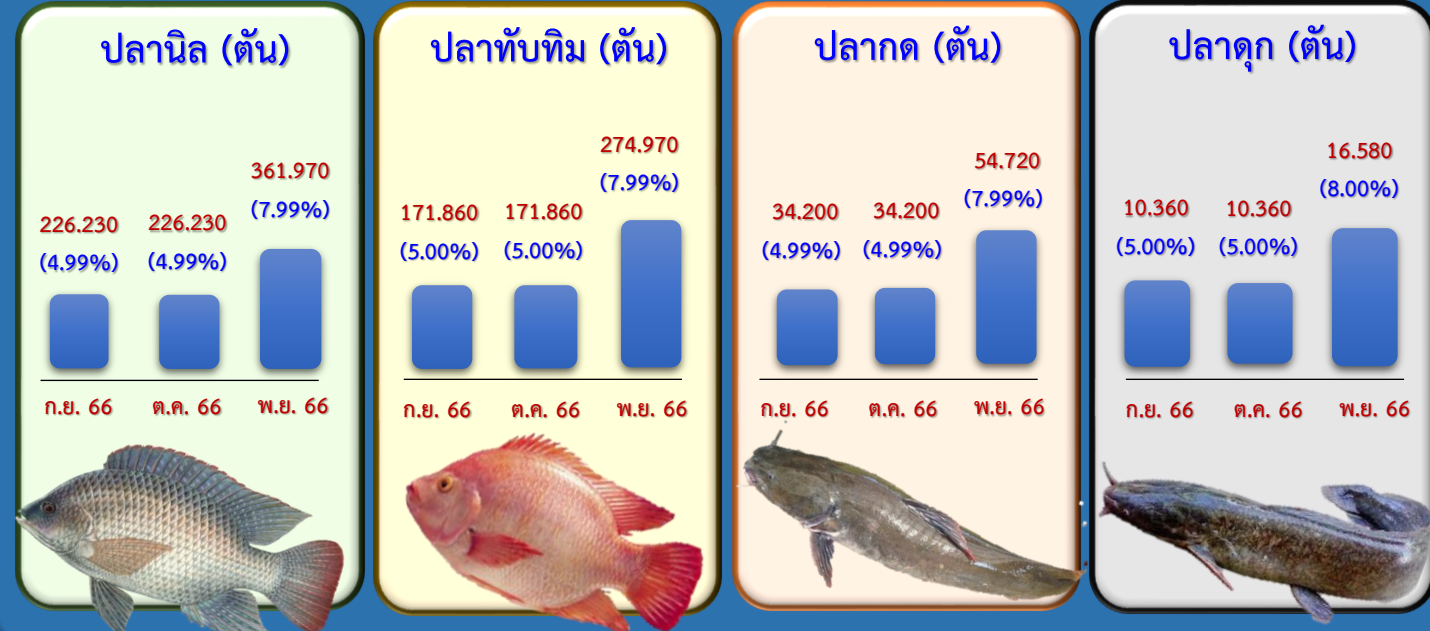 ปลานิล (ตัน)
226.230
(4.99%)
226.230
(4.99%)
361.970
(7.99%)
ก.ย. 66
ต.ค. 66
พ.ย. 66
ปลาทับทิม (ตัน)
171.860
(5.00%)
171.860
(5.00%)
274.970
(7.99%)
ก.ย. 66
ต.ค. 66
พ.ย. 66
ปลากด (ตัน)
34.200
(4.99%)
34.200
(4.99%)
54.720
(7.99%)
ก.ย. 66
ต.ค. 66
พ.ย. 66
ปลาดุก (ตัน)
10.360
(5.00%)
10.360
(5.00%)
16.580
(8.00%)
ก.ย. 66
ต.ค. 66
พ.ย. 66